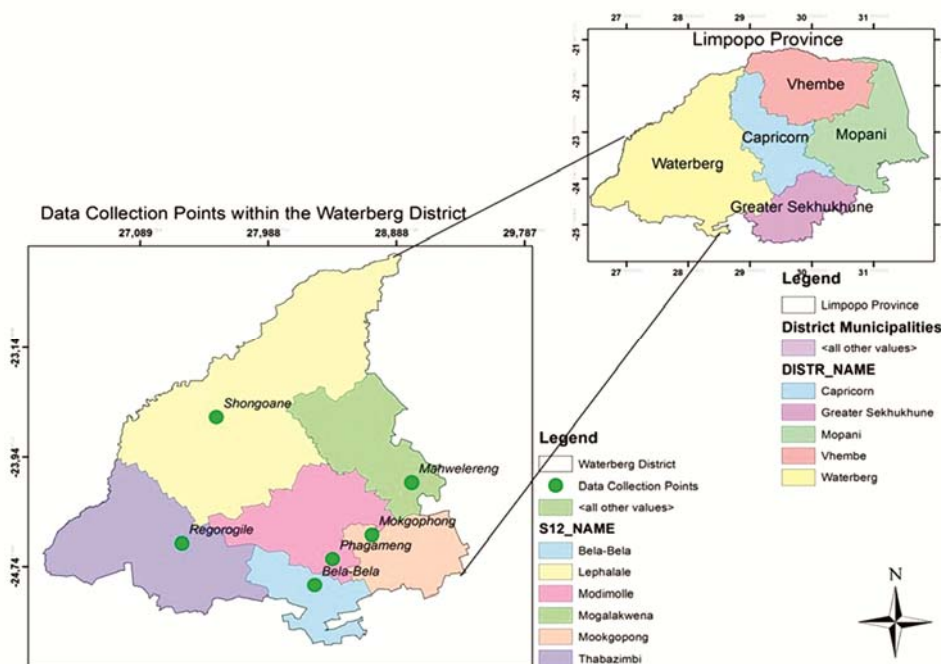 27 28 29 30 31
Limpopo Province
-21
-22
-23
-24
-25
Vhembe
Capricorn
Mopani
Waterberg
Greater Sekhukhune
27 28 29 30 31
Data Collection Points within the Waterberg District
27,089 27,988 28,888 29,787
-23,14
-23,94
-24,74
Shongoane
Mahwelereng
Mokgophong
Regorogile
Phagameng
Bela-Bela
Legend
Waterberg District
Data Collection Points
<all other values>
S12_NAME
Bela-Bela
Lephalale
Modimolle
Mogalakwena
Mookgopong
Thabazimbi
Legend
Limpopo Province
District Municipalities
<all other values>
DISTR_NAME
Capricorn
Greater Sekhukhune
Mopani
Vhembe
Waterberg
N